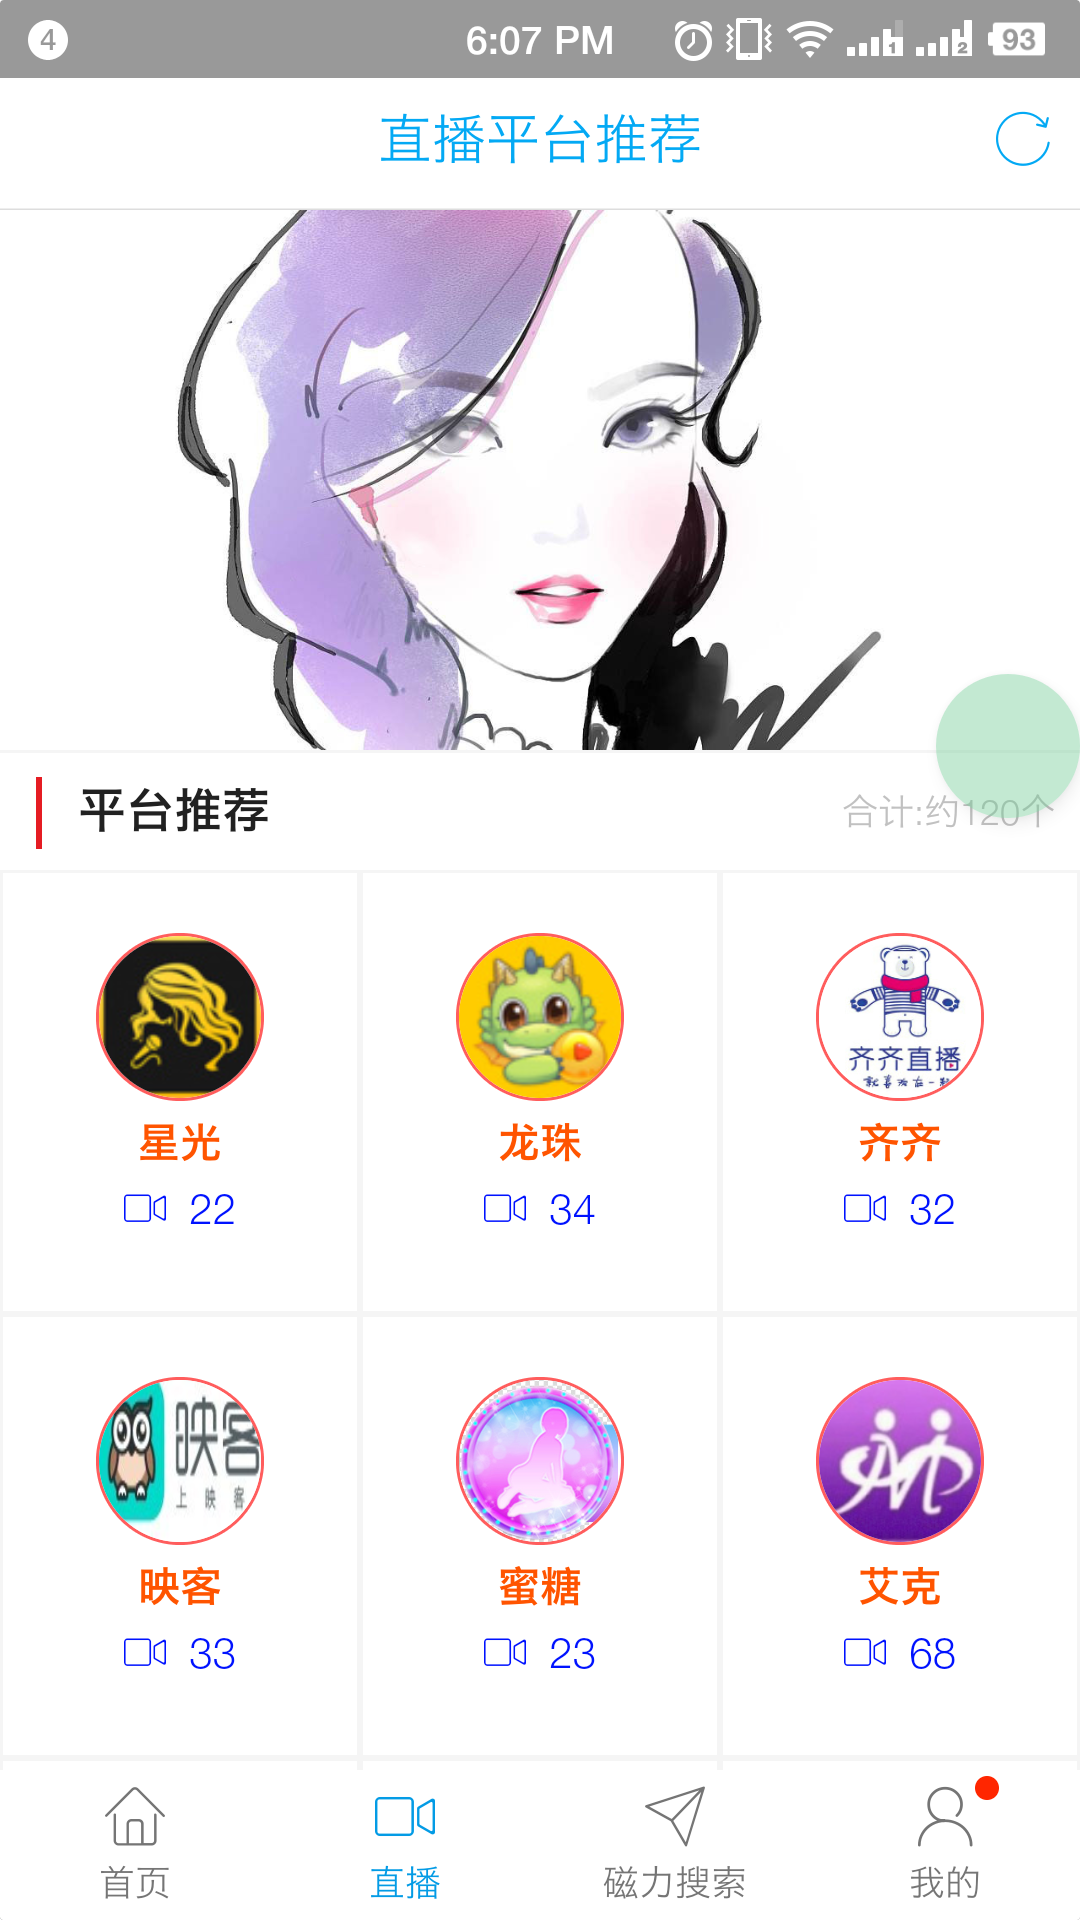 4
6:07 PM
1
2
93
直播平台推荐
平台推荐
合计:约120个
齐齐直播
星光
龙珠
齐齐
22
34
32
映客
上映客
映客
蜜糖
艾克
33
23
68
首页
直播
磁力搜索
我的